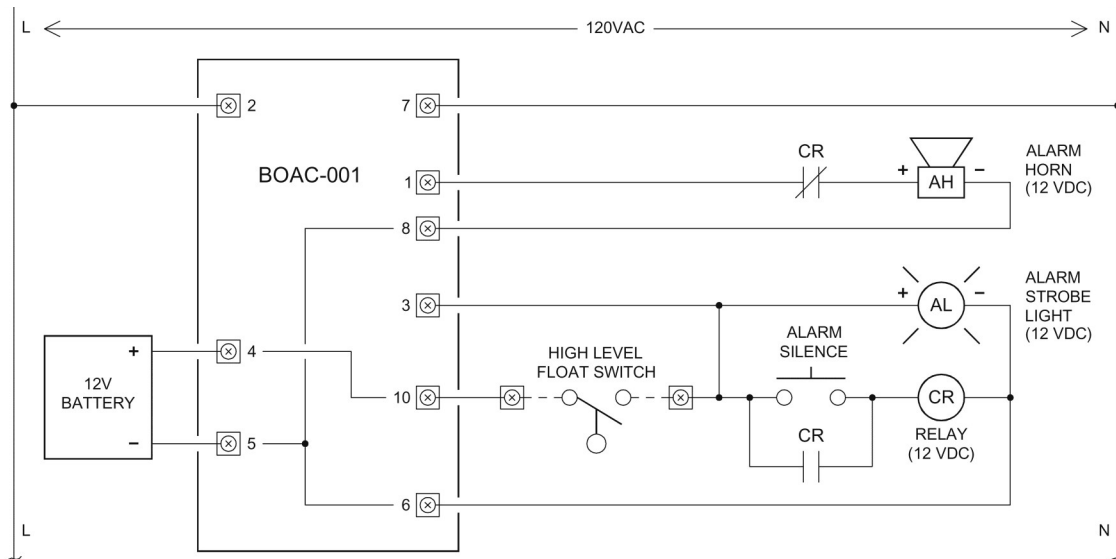 L
120VAC
N
2
7
BOAC-001
CR
ALARM
HORN
(12 VDC)
+
AH
−
1
8
3
ALARM
STROBE
LIGHT
(12 VDC)
+
AL
−
ALARM
SILENCE
HIGH LEVEL
FLOAT SWITCH
12V
BATTERY
+
−
4
10
CR
RELAY
(12 VDC)
CR
5
6
L
N